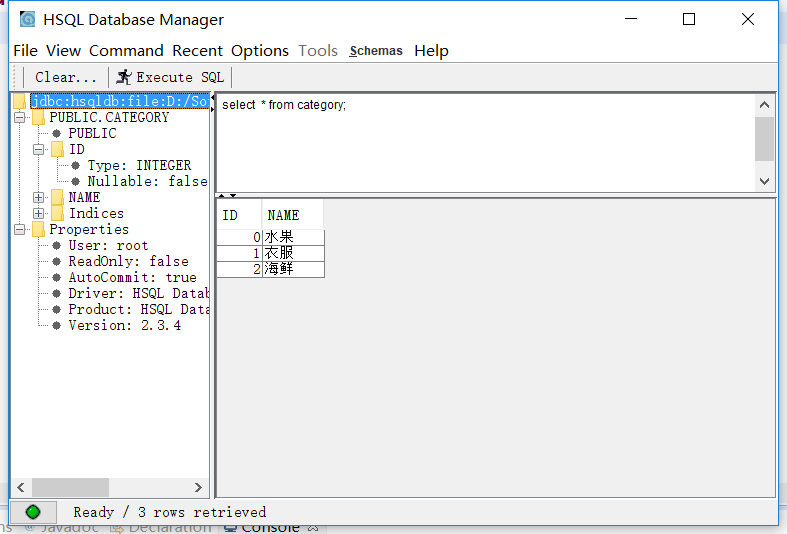 HSQL Database Manager
File View Command Recent Options Tools Schemas Help
Clear... Execute SQL
jdbc:hsqldb:file:D:/So
PUBLIC.CATEGORY
PUBLIC
ID
Type: INTEGER
Nullable: false
NAME
Indices
Properties
User: root
ReadOnly: false
AutoCommit: true
Driver: HSQL Datab
Product: HSQL Data
Version: 2.3.4
select * from category;
ID NAME
0 水果
1 衣服
2 海鲜
Ready / 3 rows retrieved
Javadoc Declaration Console